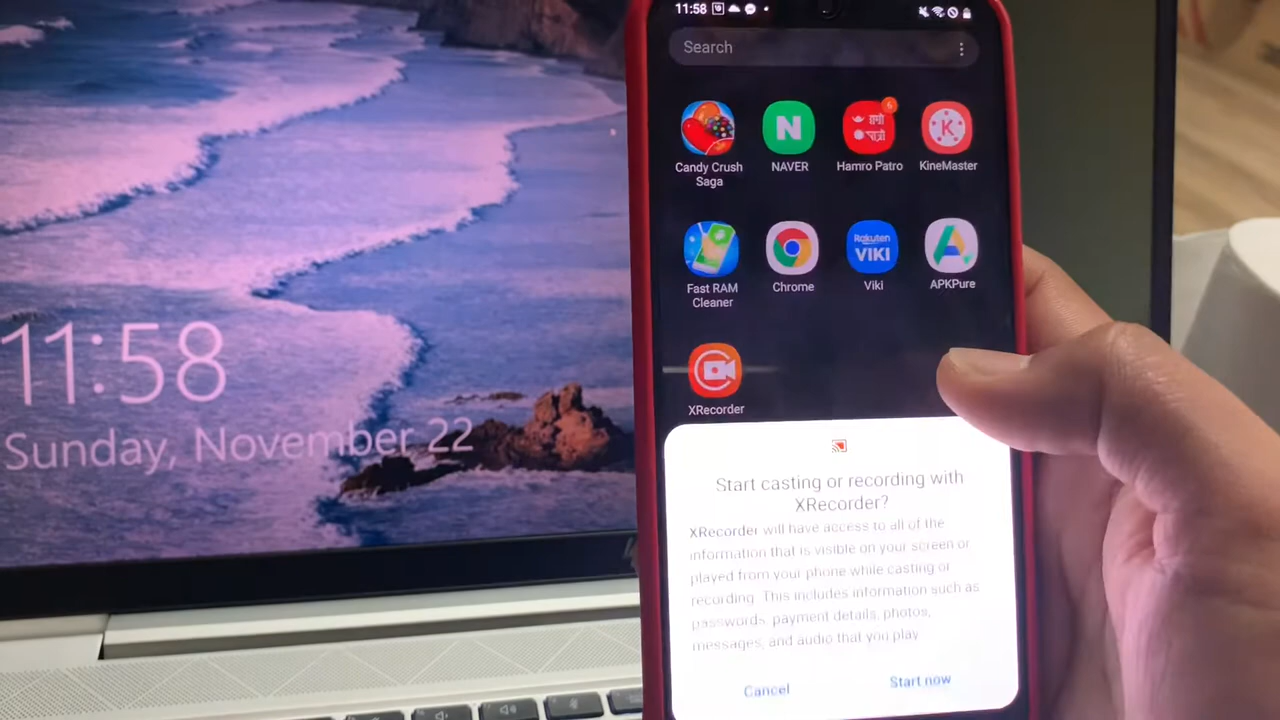 11:58
Sunday, November 22
11:58
Search
Candy Crush
Saga
N
NAVER
6
हाम्रो
पात्रो
Hamro Patro
K
KineMaster
Fast RAM
Cleaner
Chrome
Rakuten
VIKI
Viki
APKPure
XRecorder
Start casting or recording with
XRecorder?
XRecorder will have access to all of the
information that is visible on your screen or
played from your phone while casting or
recording. This includes information such as
passwords, payment details, photos,
messages, and audio that you play
Cancel
Start now